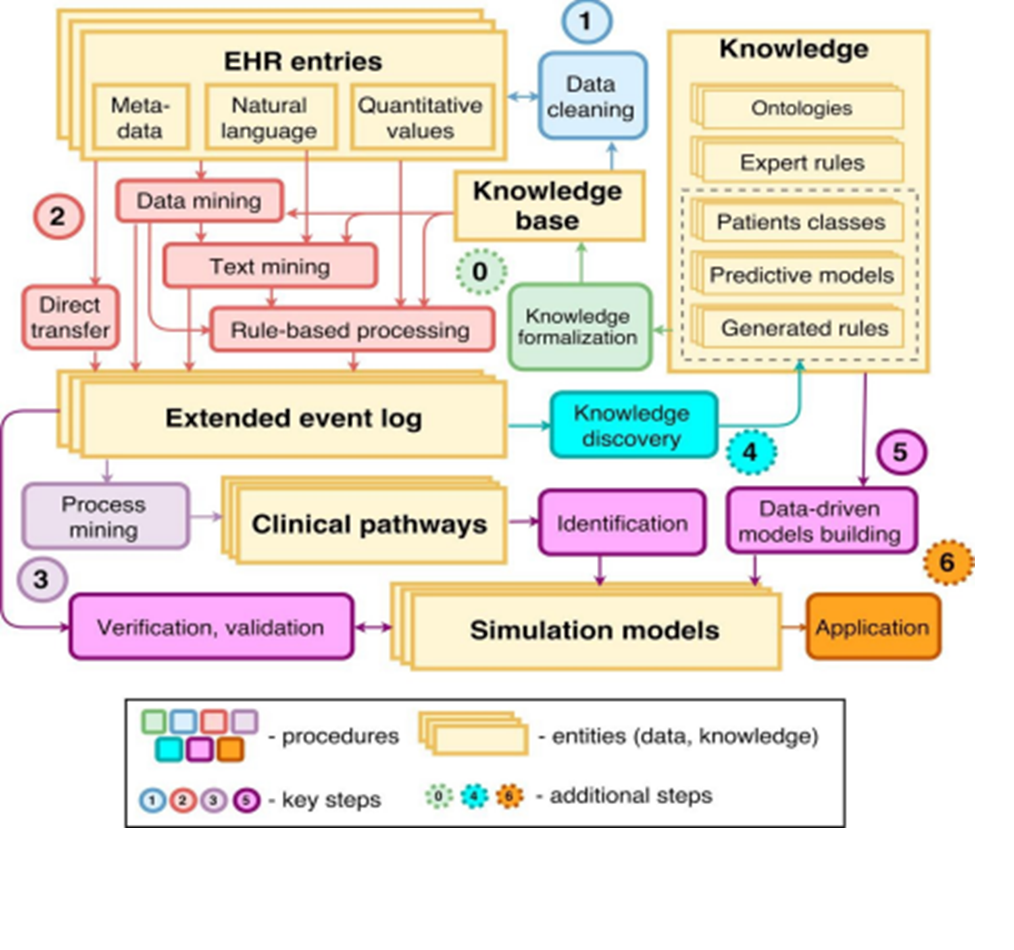 1
EHR entries
Meta-
data
Natural
language
Quantitative
values
Data
cleaning
Knowledge
Ontologies
Expert rules
Patients classes
Predictive models
Generated rules
2
Data mining
Knowledge
base
Text mining
0
Direct
transfer
Rule-based processing
Knowledge
formalization
Extended event log
Knowledge
discovery
4
5
Process
mining
Clinical pathways
Identification
Data-driven
models building
3
6
Verification, validation
Simulation models
Application
- procedures
- entities (data, knowledge)
1 2 3 5 - key steps
0 4 6 - additional steps